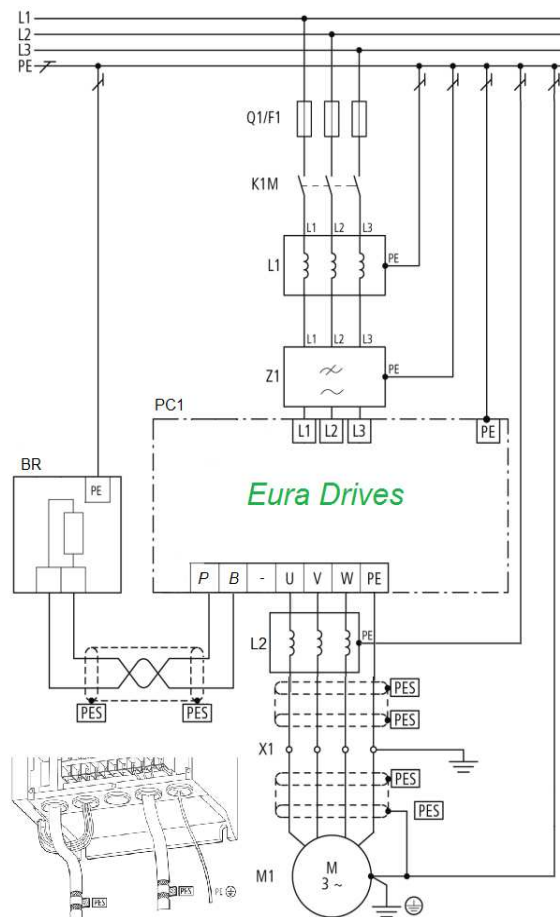 L1
L2
L3
PE
Q1/F1
K1M
L1 L2 L3
L1
PE
L1 L2 L3
Z1
PE
PC1
L1 L2 L3 PE
BR
PE
Eura Drives
P B - U V W PE
L2
PE
PES
PES PES
PES
X1
PES
PES
M1
M
3 ~
PES
PES
PE